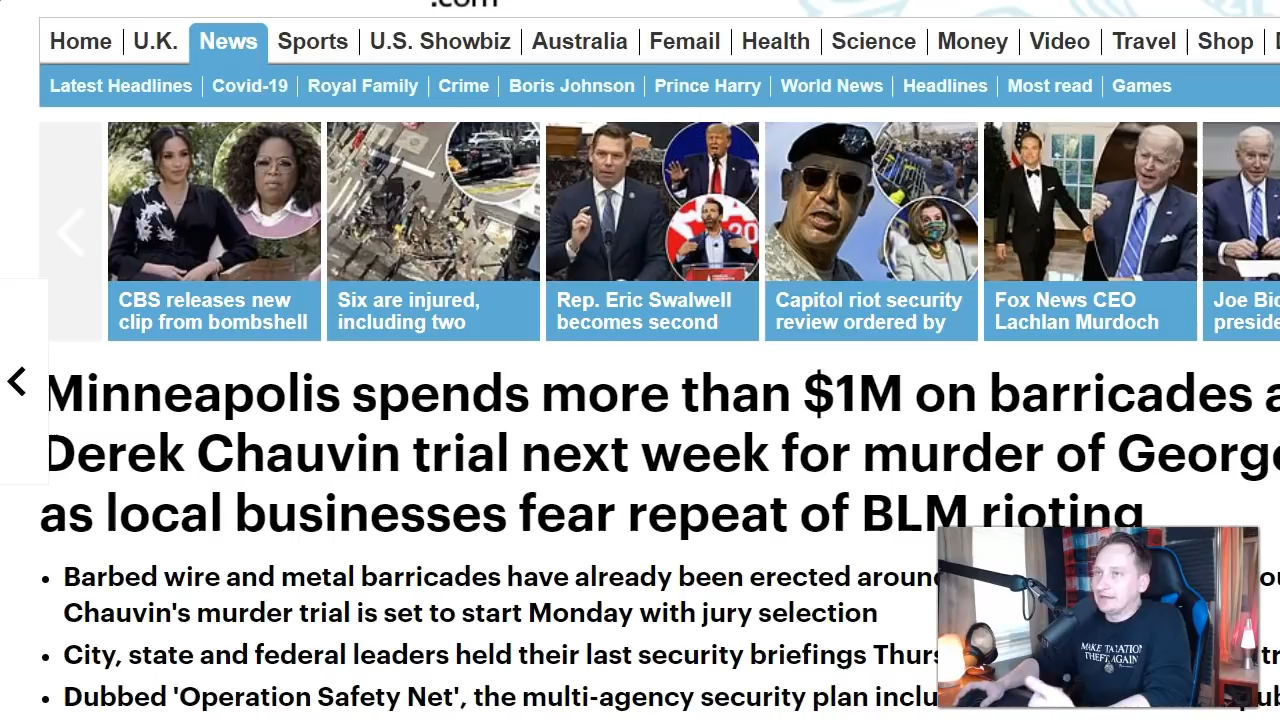 .com
Home U.K. News Sports U.S. Showbiz Australia Femail Health Science Money Video Travel Shop
Latest Headlines Covid-19 Royal Family Crime Boris Johnson Prince Harry World News Headlines Most read Games
CBS releases new
clip from bombshell
Six are injured,
including two
Rep. Eric Swalwell
becomes second
Capitol riot security
review ordered by
Fox News CEO
Lachlan Murdoch
Joe Bid
preside
Minneapolis spends more than $1M on barricades a
Derek Chauvin trial next week for murder of George
as local businesses fear repeat of BLM rioting
Barbed wire and metal barricades have already been erected around
Chauvin's murder trial is set to start Monday with jury selection
City, state and federal leaders held their last security briefings Thurs
Dubbed 'Operation Safety Net', the multi-agency security plan inclu
MAKE TAXATION
THEFT AGAIN